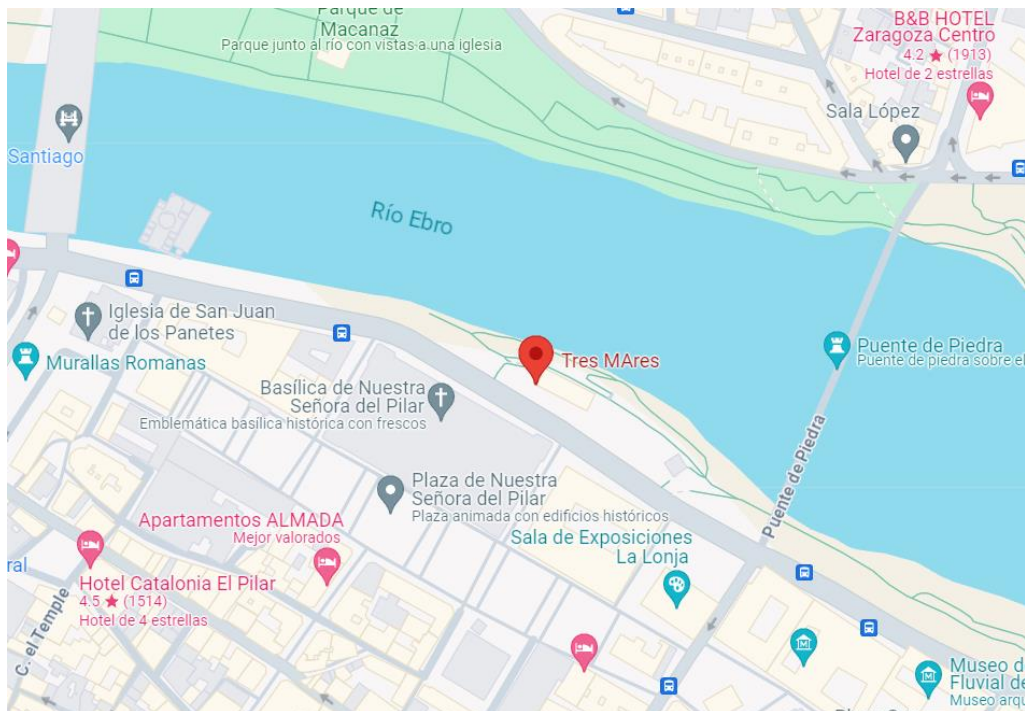 Parque de
Macanaz
Parque junto al río con vistas a una iglesia
B&B HOTEL
Zaragoza Centro
4.2 ★ (1913)
Hotel de 2 estrellas
Sala López
Santiago
Río Ebro
Iglesia de San Juan
de los Panetes
Murallas Romanas
Tres MAres
Puente de Piedra
Puente de piedra sobre el
Basílica de Nuestra
Señora del Pilar
Emblemática basílica histórica con frescos
Puente de Piedra
Plaza de Nuestra
Señora del Pilar
Plaza animada con edificios históricos
Apartamentos ALMADA
Mejor valorados
Sala de Exposiciones
La Lonja
ral
Hotel Catalonia El Pilar
4.5 ★ (1514)
Hotel de 4 estrellas
C. el Temple
M
M
Museo d
Fluvial de
Museo arqu